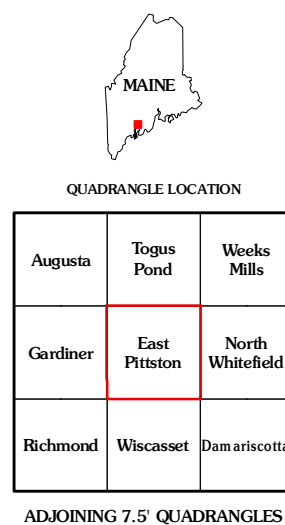 MAINE
QUADRANGLE LOCATION
Augusta
Togus
Pond
Weeks
Mills
Gardiner
East
Pittston
North
Whitefield
Richmond
Wiscasset
Damariscotta
ADJOINING 7.5' QUADRANGLES